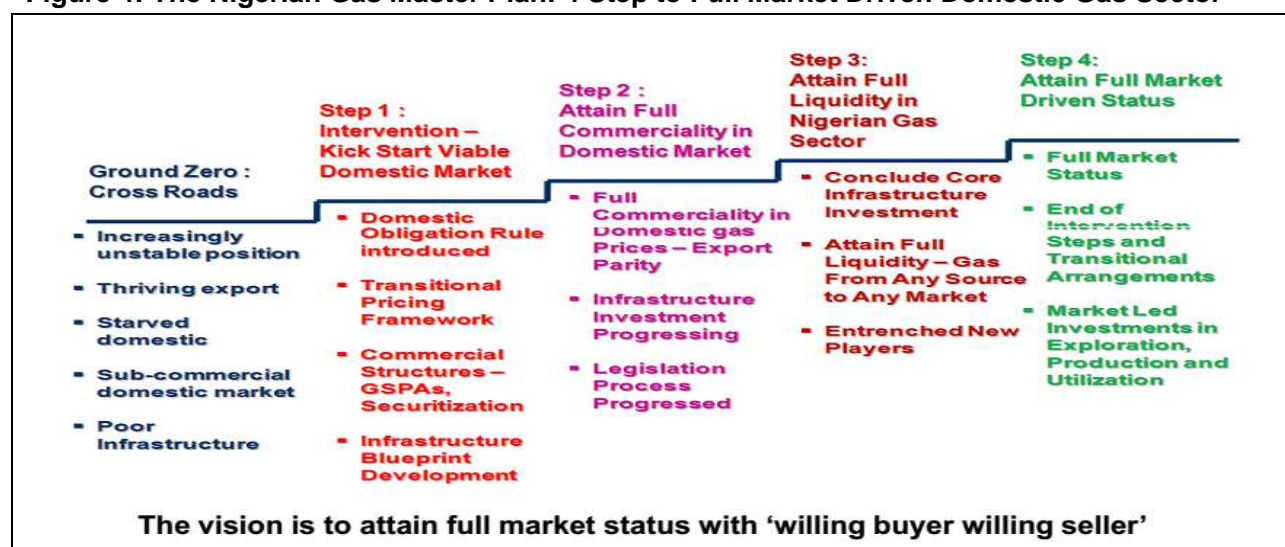 Figure 4: The Nigerian Gas Master Plan: 4 Step to Full Market Driven Domestic Gas Sector
Ground Zero :
Cross Roads
▪ Increasingly
unstable position
▪ Thriving export
▪ Starved
domestic
▪ Sub-commercial
domestic market
▪ Poor
Infrastructure
Step 1 :
Intervention –
Kick Start Viable
Domestic Market
▪ Domestic
Obligation Rule
introduced
▪ Transitional
Pricing
Framework
▪ Commercial
Structures –
GSPAs,
Securitization
▪ Infrastructure
Blueprint
Development
Step 2 :
Attain Full
Commerciality in
Domestic Market
▪ Full
Commerciality in
Domestic gas
Prices – Export
Parity
▪ Infrastructure
Investment
Progressing
▪ Legislation
Process
Progressed
Step 3:
Attain Full
Liquidity in
Nigerian Gas
Sector
▪ Conclude Core
Infrastructure
Investment
▪ Attain Full
Liquidity – Gas
From Any Source
to Any Market
▪ Entrenched New
Players
Step 4:
Attain Full Market
Driven Status
▪ Full Market
Status
▪ End of
Intervention
Steps and
Transitional
Arrangements
▪ Market Led
Investments in
Exploration,
Production and
Utilization
The vision is to attain full market status with ‘willing buyer willing seller’